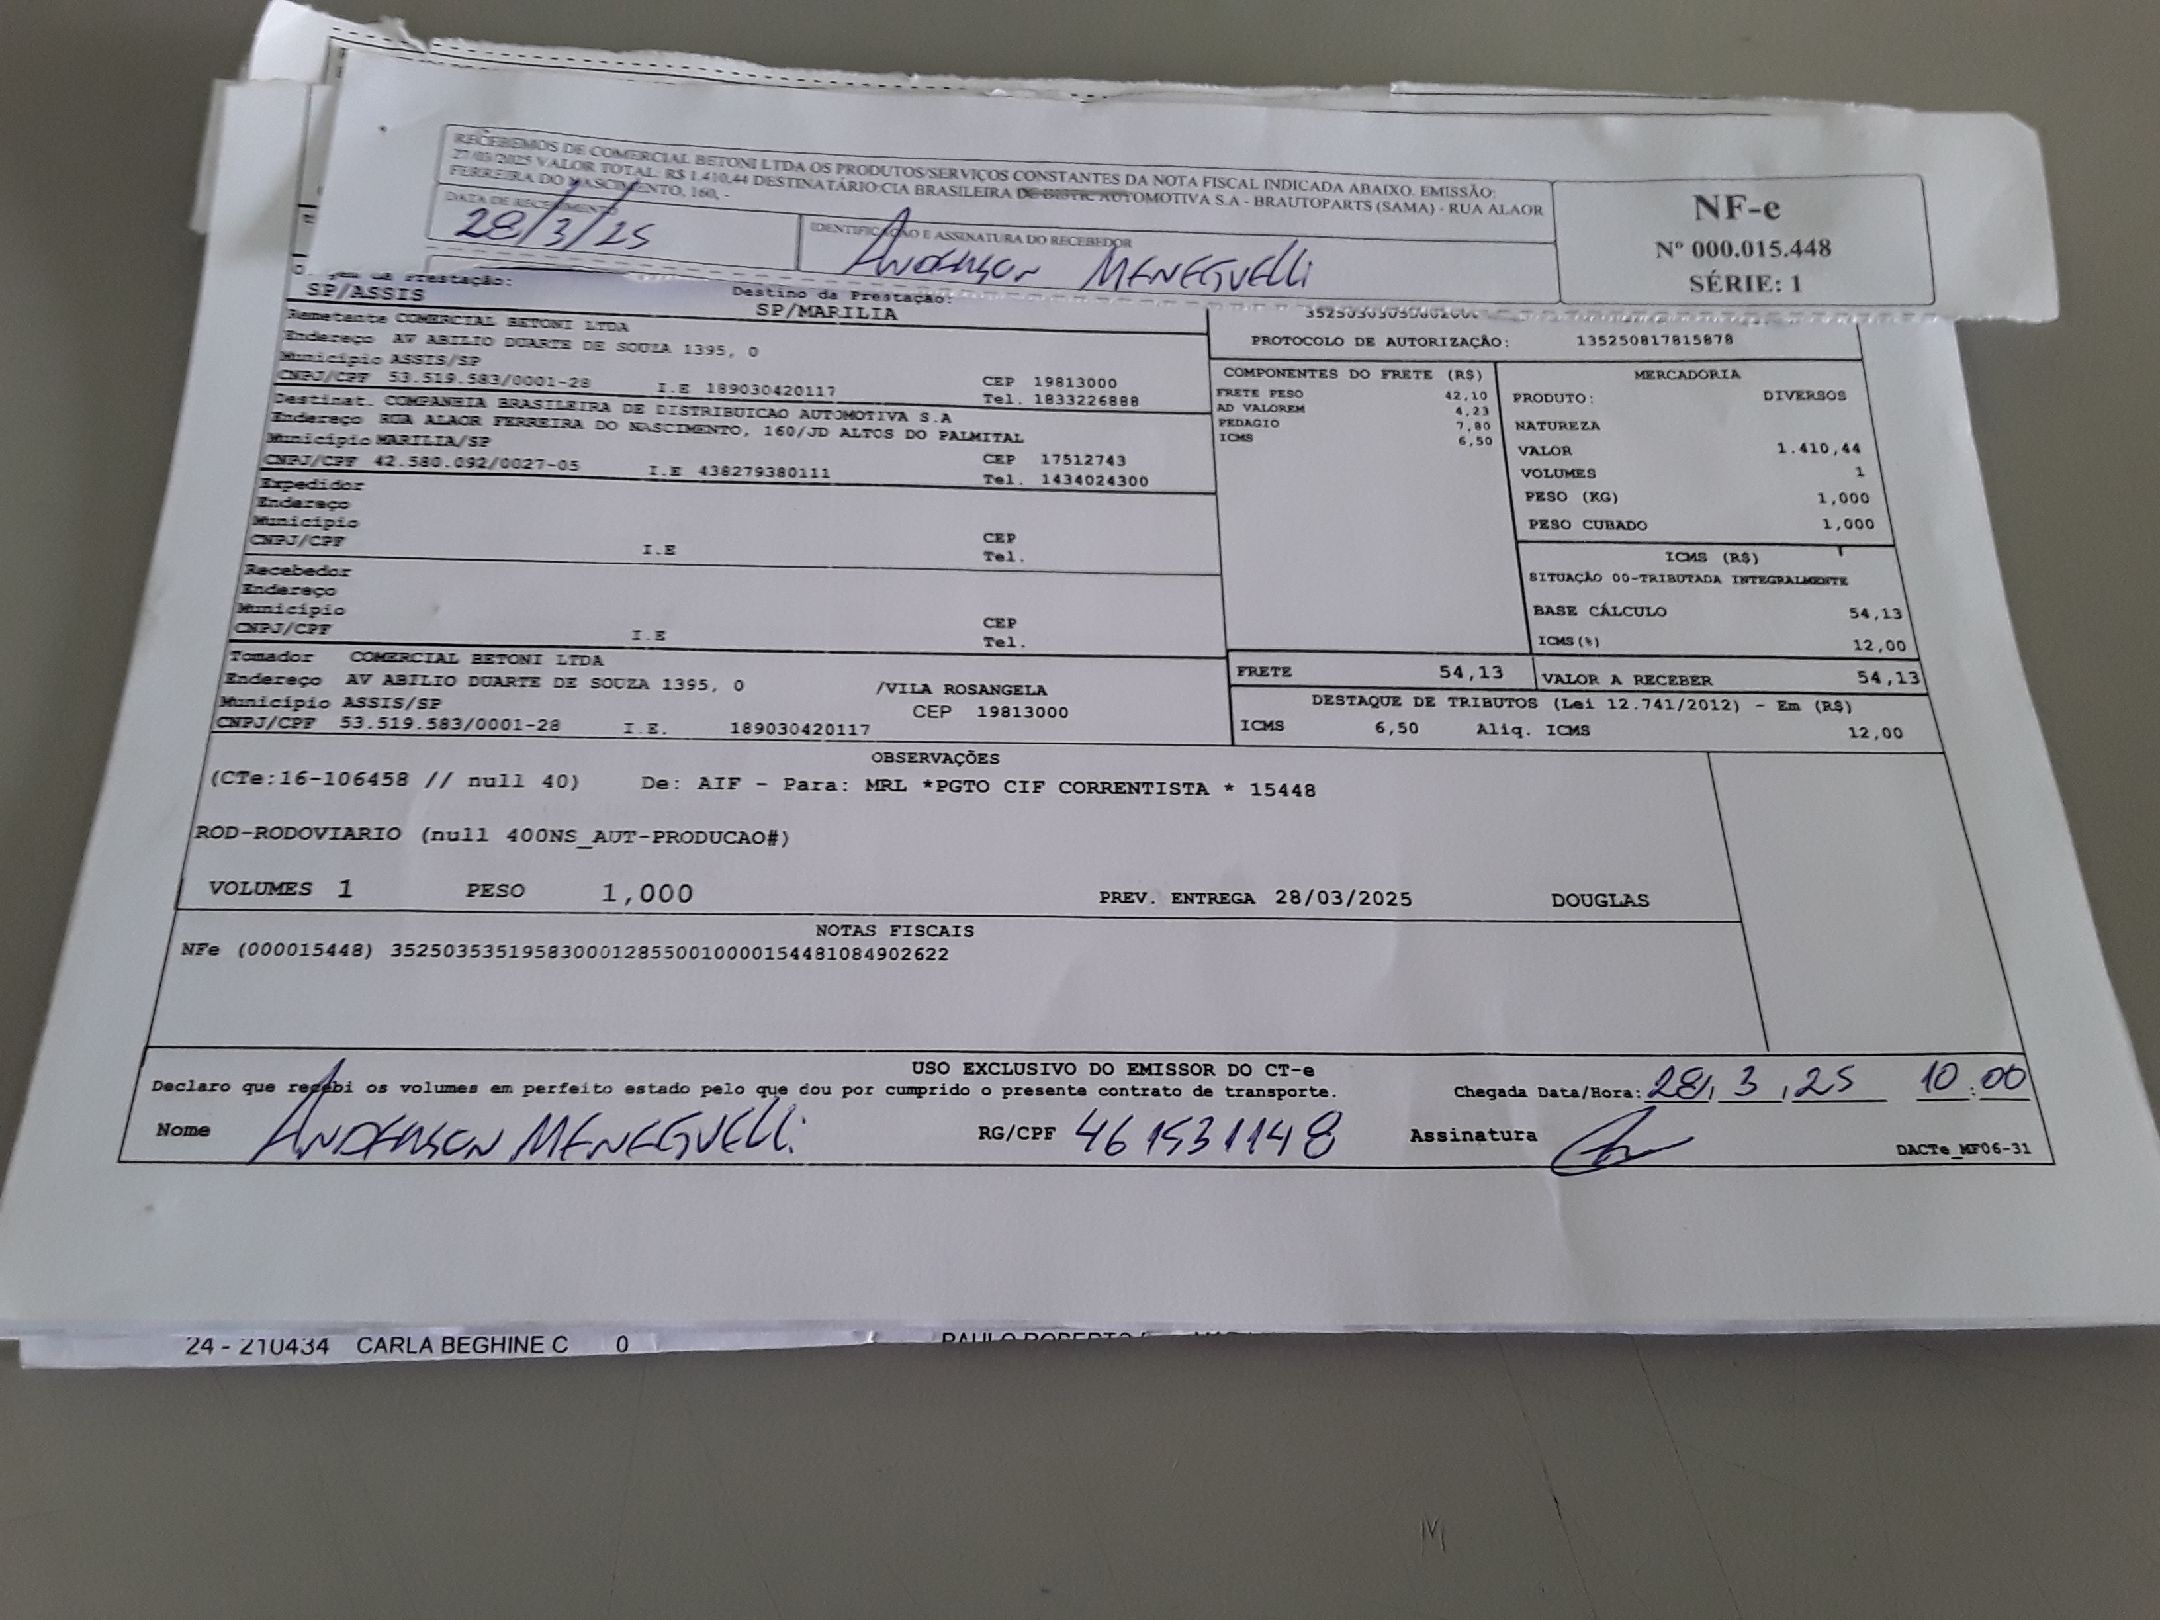 RECEBEMOS DE COMERCIAL BETONI LTDA OS PRODUTOS/SERVIÇOS CONSTANTES DA NOTA FISCAL INDICADA ABAIXO. EMISSÃO:
27/03/2025 VALOR TOTAL: R$ 1.410,44 DESTINATÁRIO:CIA BRASILEIRA DE DISTR. AUTOMOTIVA S.A - BRAUTOPARTS (SAMA) - RUA ALAOR
FERREIRA DO NASCIMENTO, 160, -
DATA DE RECEBIMENTO
28/3/25
IDENTIFICAÇÃO E ASSINATURA DO RECEBEDOR
Anderson Meneguelli
NF-e
Nº 000.015.448
SÉRIE: 1
Prestação:
SP/ASSIS
Destino da Prestação:
SP/MARILIA
Remetente COMERCIAL BETONI LTDA
Endereço AV ABILIO DUARTE DE SOUZA 1395, 0
Município ASSIS/SP
CEP 19813000
CNPJ/CPF 53.519.583/0001-28 I.E 189030420117 Tel. 1833226888
Destinat. COMPANHIA BRASILEIRA DE DISTRIBUICAO AUTOMOTIVA S.A
Endereço RUA ALAOR FERREIRA DO NASCIMENTO, 160/JD ALTOS DO PALMITAL
Município MARILIA/SP CEP 17512743
CNPJ/CPF 42.580.092/0027-05 I.E 438279380111 Tel. 1434024300
Expedidor
Endereço
Município CEP
CNPJ/CPF I.E Tel.
Recebedor
Endereço
Município CEP
CNPJ/CPF I.E Tel.
Tomador COMERCIAL BETONI LTDA
Endereço AV ABILIO DUARTE DE SOUZA 1395, 0 /VILA ROSANGELA
Município ASSIS/SP CEP 19813000
CNPJ/CPF 53.519.583/0001-28 I.E. 189030420117
PROTOCOLO DE AUTORIZAÇÃO: 135250817815878
COMPONENTES DO FRETE (R$)
FRETE PESO 42,10
AD VALOREM 4,23
PEDAGIO 7,80
ICMS 6,50
MERCADORIA
PRODUTO: DIVERSOS
NATUREZA
VALOR 1.410,44
VOLUMES 1
PESO (KG) 1,000
PESO CUBADO 1,000
ICMS (R$)
SITUAÇÃO 00-TRIBUTADA INTEGRALMENTE
BASE CÁLCULO 54,13
ICMS(%) 12,00
FRETE 54,13 VALOR A RECEBER 54,13
DESTAQUE DE TRIBUTOS (Lei 12.741/2012) - Em (R$)
ICMS 6,50 Aliq. ICMS 12,00
OBSERVAÇÕES
(CTe:16-106458 // null 40) De: AIF - Para: MRL *PGTO CIF CORRENTISTA * 15448
ROD-RODOVIARIO (null 400NS_AUT-PRODUCAO#)
VOLUMES 1 PESO 1,000 PREV. ENTREGA 28/03/2025 DOUGLAS
NOTAS FISCAIS
NFe (000015448) 35250353519583000128550010000154481084902622
USO EXCLUSIVO DO EMISSOR DO CT-e
Declaro que recebi os volumes em perfeito estado pelo que dou por cumprido o presente contrato de transporte.
Chegada Data/Hora: 28, 3, 25 10:00
Nome Anderson Meneguelli RG/CPF 461531148 Assinatura
DACTe_MF06-31
24 - 210434 CARLA BEGHINE C 0 PAULO ROBERTO